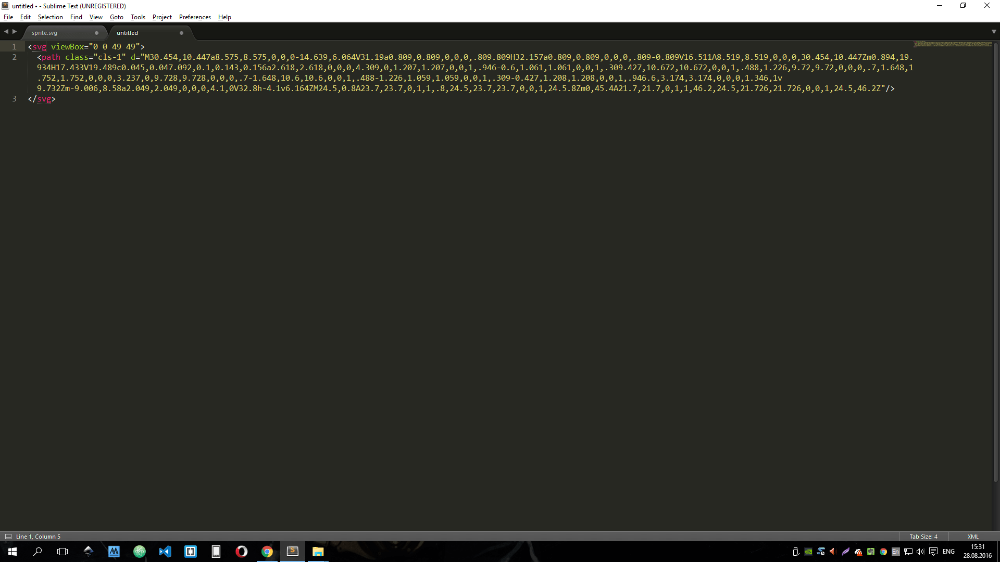 untitled • - Sublime Text (UNREGISTERED)
File Edit Selection Find View Goto Tools Project Preferences Help
sprite.svg untitled
1 <svg viewBox="0 0 49 49">
2 <path class="cls-1" d="M30.454,10.447a8.575,8.575,0,0,0-14.639,6.064V31.19a0.809,0.809,0,0,0,.809.809H32.157a0.809,0.809,0,0,0,.809-0.809V16.511A8.519,8.519,0,0,0,30.454,10.447Zm0.894,19.
934H17.433V19.489c0.045,0.047.092,0.1,0.143,0.156a2.618,2.618,0,0,0,4.309,0,1.207,1.207,0,0,1,.946-0.6,1.061,1.061,0,0,1,.309.427,10.672,10.672,0,0,1,.488,1.226,9.72,9.72,0,0,0,.7,1.648,1
.752,1.752,0,0,0,3.237,0,9.728,9.728,0,0,0,.7-1.648,10.6,10.6,0,0,1,.488-1.226,1.059,1.059,0,0,1,.309-0.427,1.208,1.208,0,0,1,.946.6,3.174,3.174,0,0,0,1.346,1v
9.732Zm-9.006,8.58a2.049,2.049,0,0,0,4.1,0V32.8h-4.1v6.164ZM24.5,0.8A23.7,23.7,0,1,1,.8,24.5,23.7,23.7,0,0,1,24.5.8Zm0,45.4A21.7,21.7,0,1,1,46.2,24.5,21.726,21.726,0,0,1,24.5,46.2Z"/>
3 </svg>
Line 1, Column 5 Tab Size: 4 XML
En ENG 15:31
28.08.2016